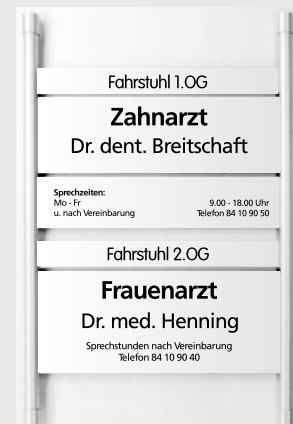 Fahrstuhl 1.OG
Zahnarzt
Dr. dent. Breitschaft
Sprechzeiten:
Mo - Fr 9.00 - 18.00 Uhr
u. nach Vereinbarung Telefon 84 10 90 50
Fahrstuhl 2.OG
Frauenarzt
Dr. med. Henning
Sprechstunden nach Vereinbarung
Telefon 84 10 90 40